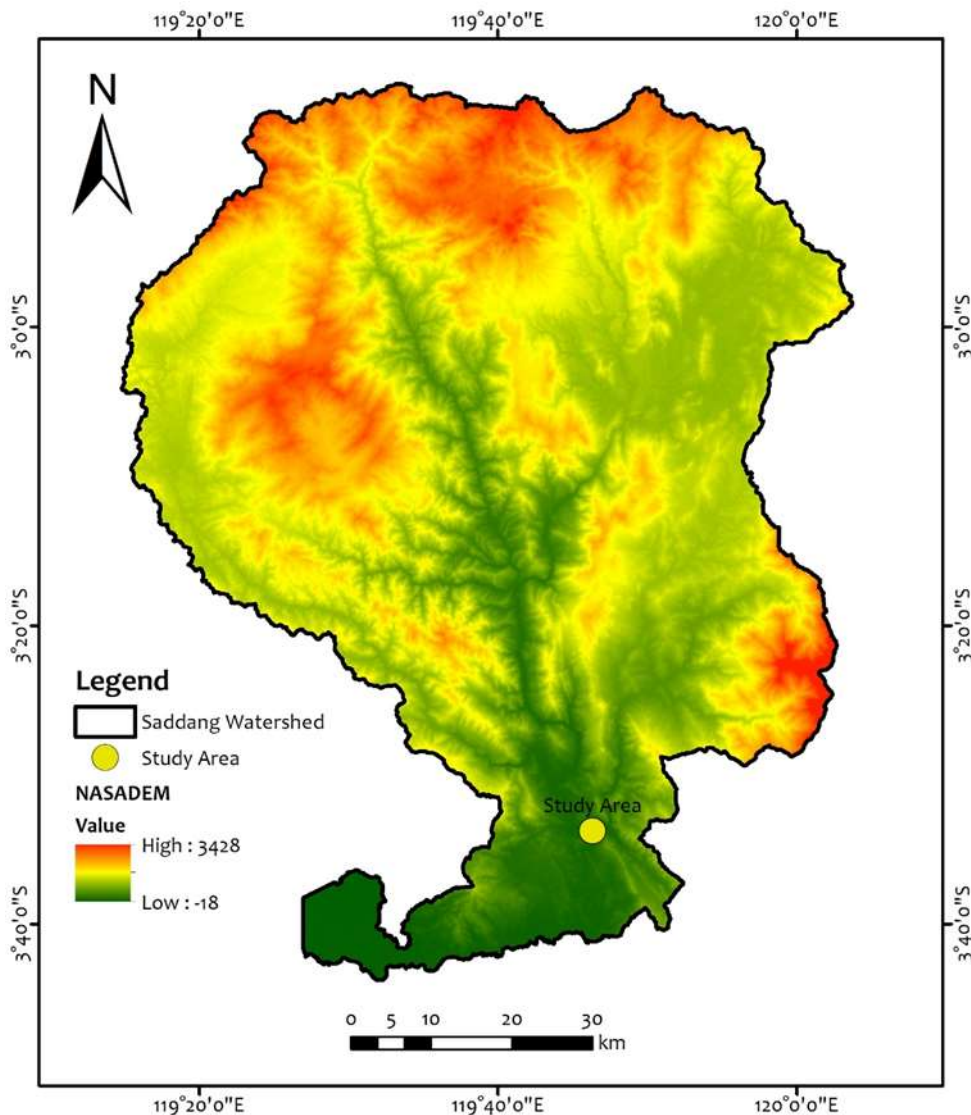 119°20'0"E
119°40'0"E
120°0'0"E
N
3°0'0"S
3°0'0"S
3°20'0"S
3°20'0"S
Legend
Saddang Watershed
Study Area
NASADEM
Value
High : 3428
Low : -18
Study Area
3°40'0"S
3°40'0"S
0 5 10 20 30
km
119°20'0"E
119°40'0"E
120°0'0"E